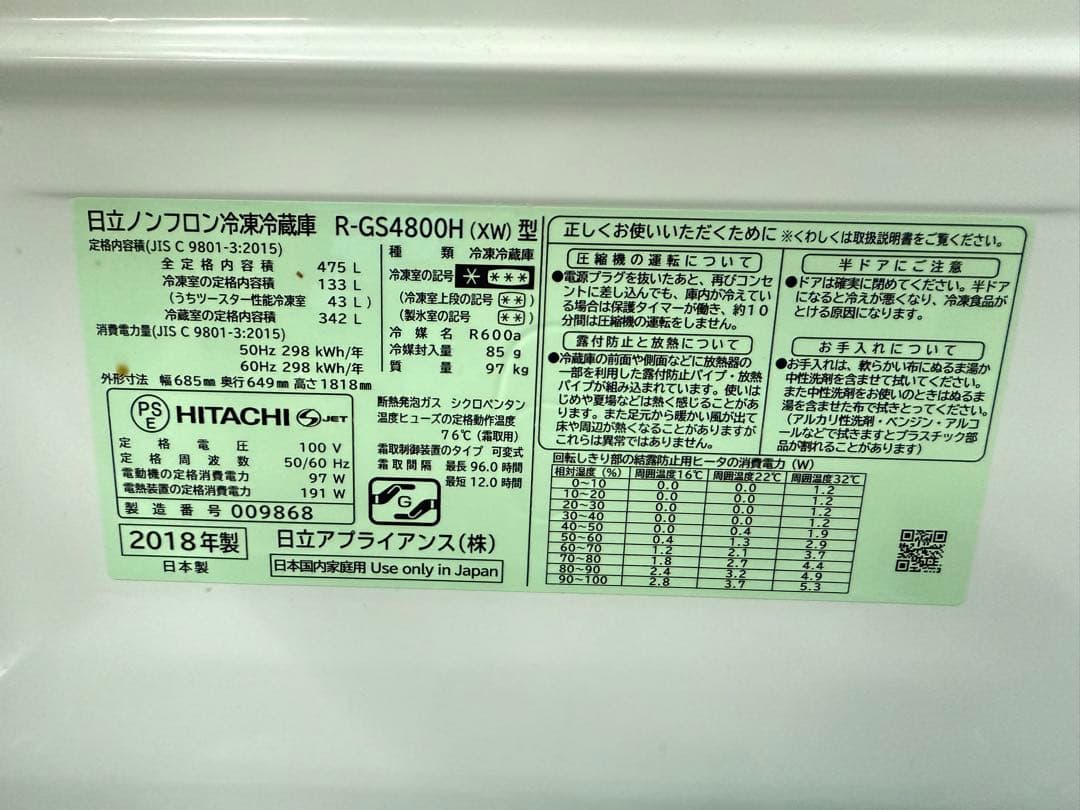 日立ノンフロン冷凍冷蔵庫 R-GS4800H (XW) 型
定格内容積(JIS C 9801-3:2015)
全定格内容積 475 L
冷凍室の定格内容積 133 L
(うちツースター性能冷凍室 43 L)
冷蔵室の定格内容積 342 L
消費電力量(JIS C 9801-3:2015)
50Hz 298 kWh/年
60Hz 298 kWh/年
外形寸法 幅685mm 奥行649mm 高さ1818mm
種類 冷凍冷蔵庫
冷凍室の記号 * ***
(冷凍室上段の記号 **)
(製氷室の記号 **)
冷媒名 R600a
冷媒封入量 85 g
質量 97 kg
PS E HITACHI S JET
定格電圧 100 V
定格周波数 50/60 Hz
電動機の定格消費電力 97 W
電熱装置の定格消費電力 191 W
製造番号 009868
断熱発泡ガス シクロペンタン
温度ヒューズの定格動作温度
76℃(霜取用)
霜取制御装置のタイプ 可変式
霜取間隔 最長 96.0 時間
最短 12.0 時間
G
2018年製
日本製
日立アプライアンス(株)
日本国内家庭用 Use only in Japan
正しくお使いいただくために ※くわしくは取扱説明書をご覧ください。
圧縮機の運転について
●電源プラグを抜いたあと、再びコンセ
ントに差し込んでも、庫内が冷えてい
る場合は保護タイマーが働き、約10
分間は圧縮機の運転をしません。
露付防止と放熱について
●冷蔵庫の前面や側面などに放熱器の
一部を利用した露付防止パイプ・放熱
パイプが組み込まれています。使いは
じめや夏場などは熱く感じることがあ
ります。また足元から暖かい風が出て
床や周辺が熱くなることがありますが
これらは異常ではありません。
半ドアにご注意
●ドアは確実に閉めてください。半ドア
になると冷えが悪くなり、冷凍食品が
とける原因になります。
お手入れについて
●お手入れは、軟らかい布にぬるま湯か
中性洗剤を含ませて拭いてください。
また中性洗剤をお使いのときはぬるま
湯を含ませた布で拭きとってください。
(アルカリ性洗剤・ベンジン・アルコ
ールなどで拭きますとプラスチック部
品が割れることがあります)
回転しきり部の結露防止用ヒータの消費電力(W)
相対湿度(%) 周囲温度16℃ 周囲温度22℃ 周囲温度32℃
0~10 0.0 0.0 1.2
10~20 0.0 0.0 1.2
20~30 0.0 0.0 1.2
30~40 0.0 0.0 1.2
40~50 0.0 0.4 1.9
50~60 0.4 1.3 2.9
60~70 1.2 2.1 3.7
70~80 1.8 2.7 4.4
80~90 2.4 3.2 4.9
90~100 2.8 3.7 5.3